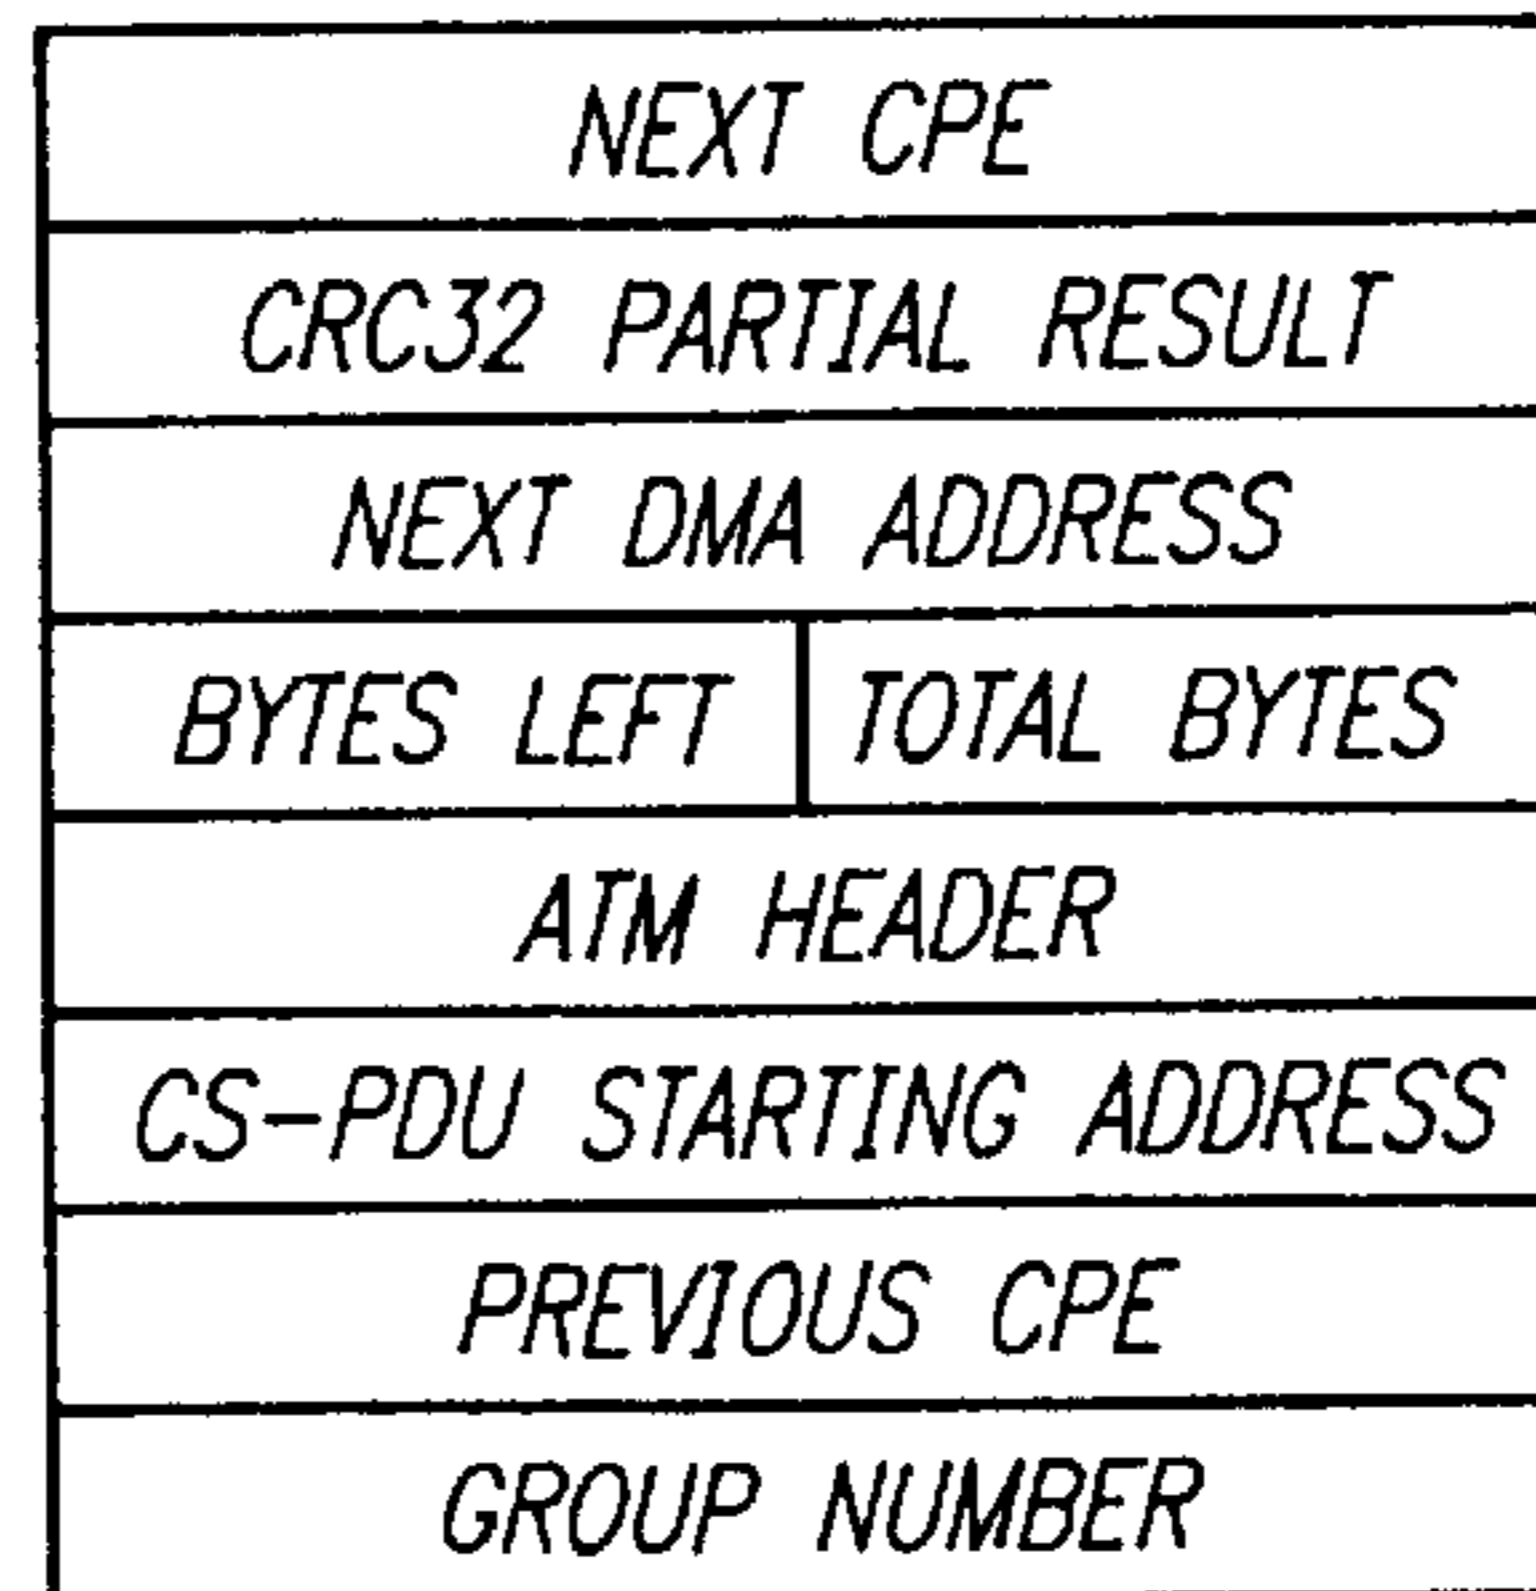 NEXT CPE
CRC32 PARTIAL RESULT
NEXT DMA ADDRESS
BYTES LEFT TOTAL BYTES
ATM HEADER
CS-PDU STARTING ADDRESS
PREVIOUS CPE
GROUP NUMBER